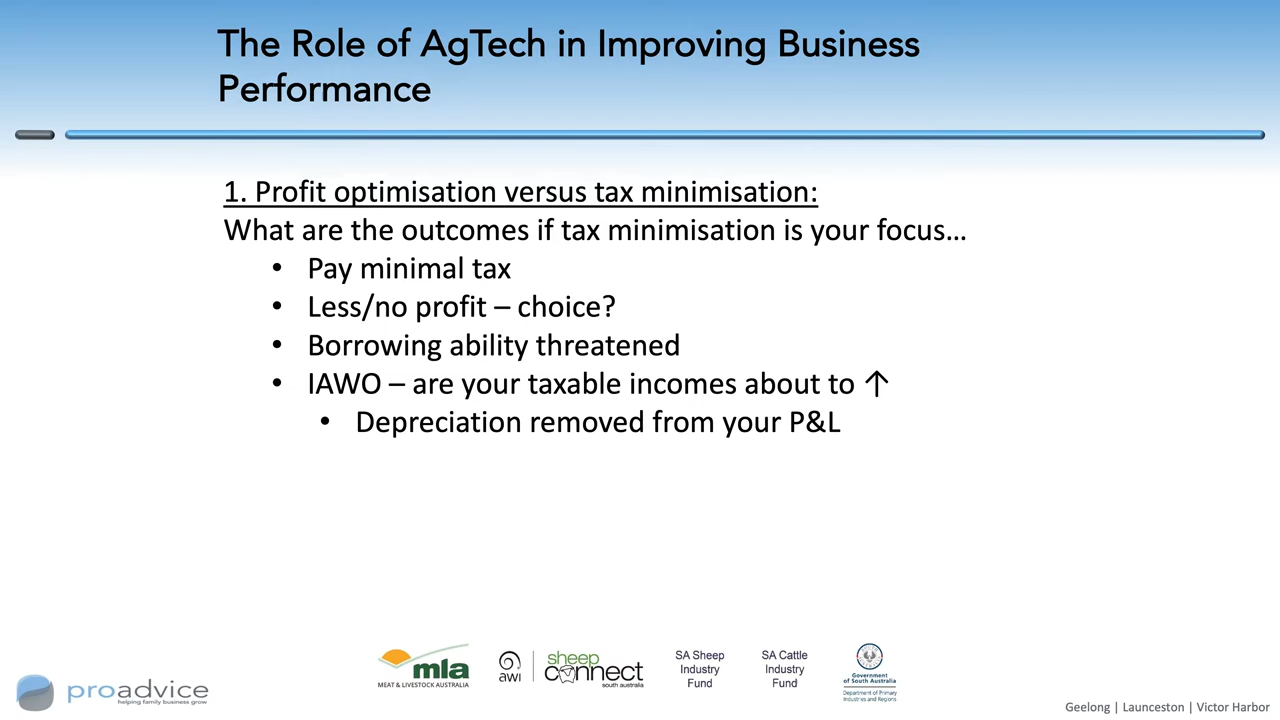 The Role of AgTech in Improving Business
Performance
1. Profit optimisation versus tax minimisation:
What are the outcomes if tax minimisation is your focus…
• Pay minimal tax
• Less/no profit – choice?
• Borrowing ability threatened
• IAWO – are your taxable incomes about to ↑
• Depreciation removed from your P&L
proadvice
helping family business grow
mla
MEAT & LIVESTOCK AUSTRALIA
awi
sheep
connect
south australia
SA Sheep
Industry
Fund
SA Cattle
Industry
Fund
Government
of South Australia
Department of Primary
Industries and Regions
Geelong | Launceston | Victor Harbor